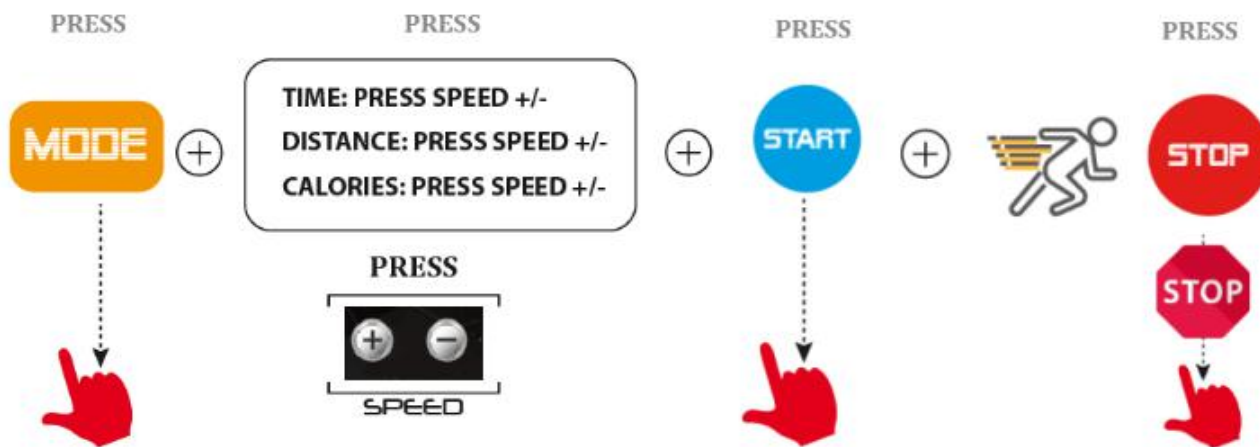 PRESS
PRESS
PRESS
PRESS
MODE
TIME: PRESS SPEED +/-
DISTANCE: PRESS SPEED +/-
CALORIES: PRESS SPEED +/-
START
STOP
PRESS
SPEED
STOP